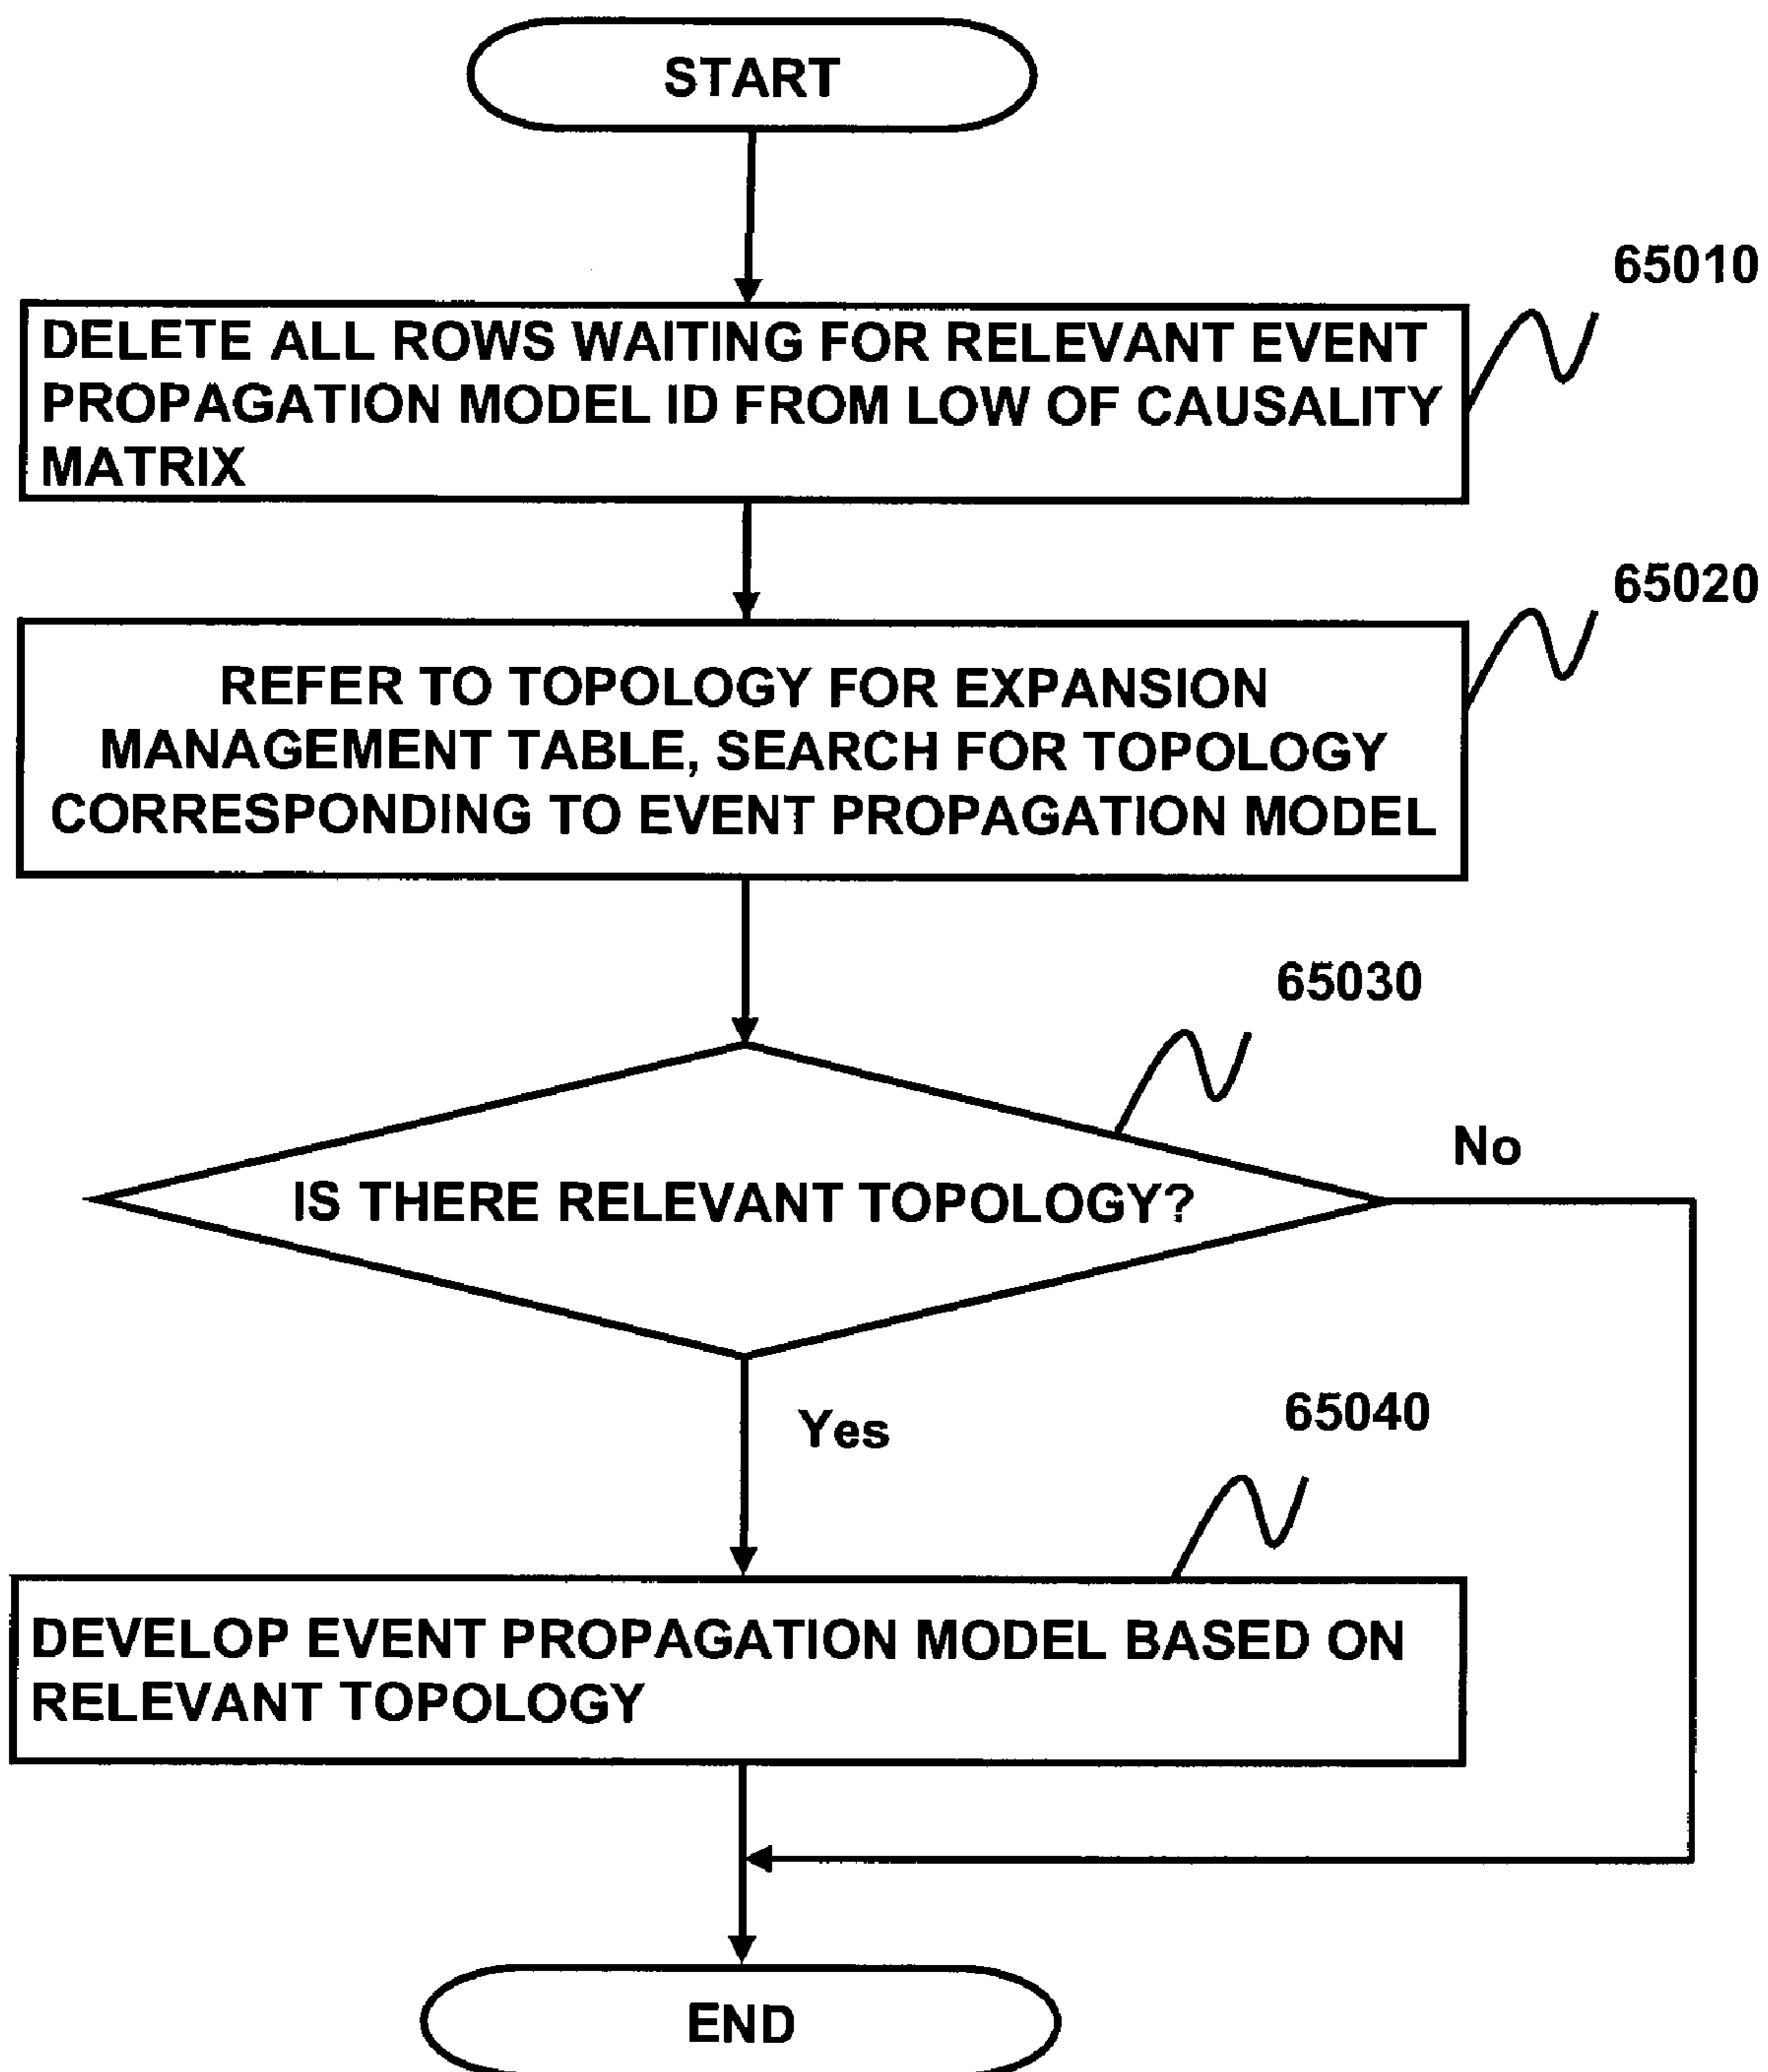 START
65010
DELETE ALL ROWS WAITING FOR RELEVANT EVENT
PROPAGATION MODEL ID FROM LOW OF CAUSALITY
MATRIX
65020
REFER TO TOPOLOGY FOR EXPANSION
MANAGEMENT TABLE, SEARCH FOR TOPOLOGY
CORRESPONDING TO EVENT PROPAGATION MODEL
65030
No
IS THERE RELEVANT TOPOLOGY?
Yes
65040
DEVELOP EVENT PROPAGATION MODEL BASED ON
RELEVANT TOPOLOGY
END